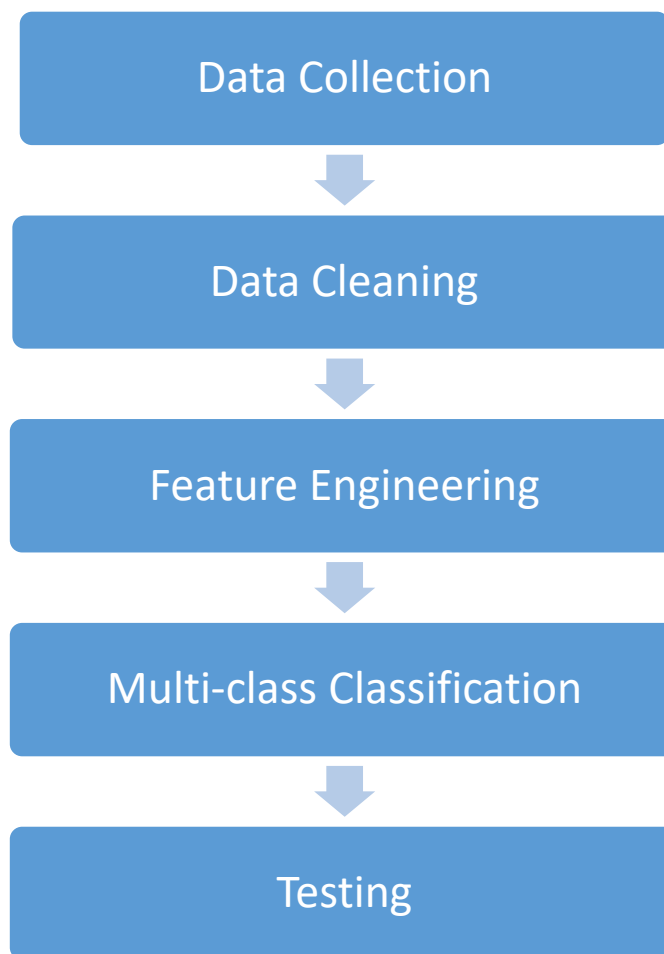 Data Collection
Data Cleaning
Feature Engineering
Multi-class Classification
Testing